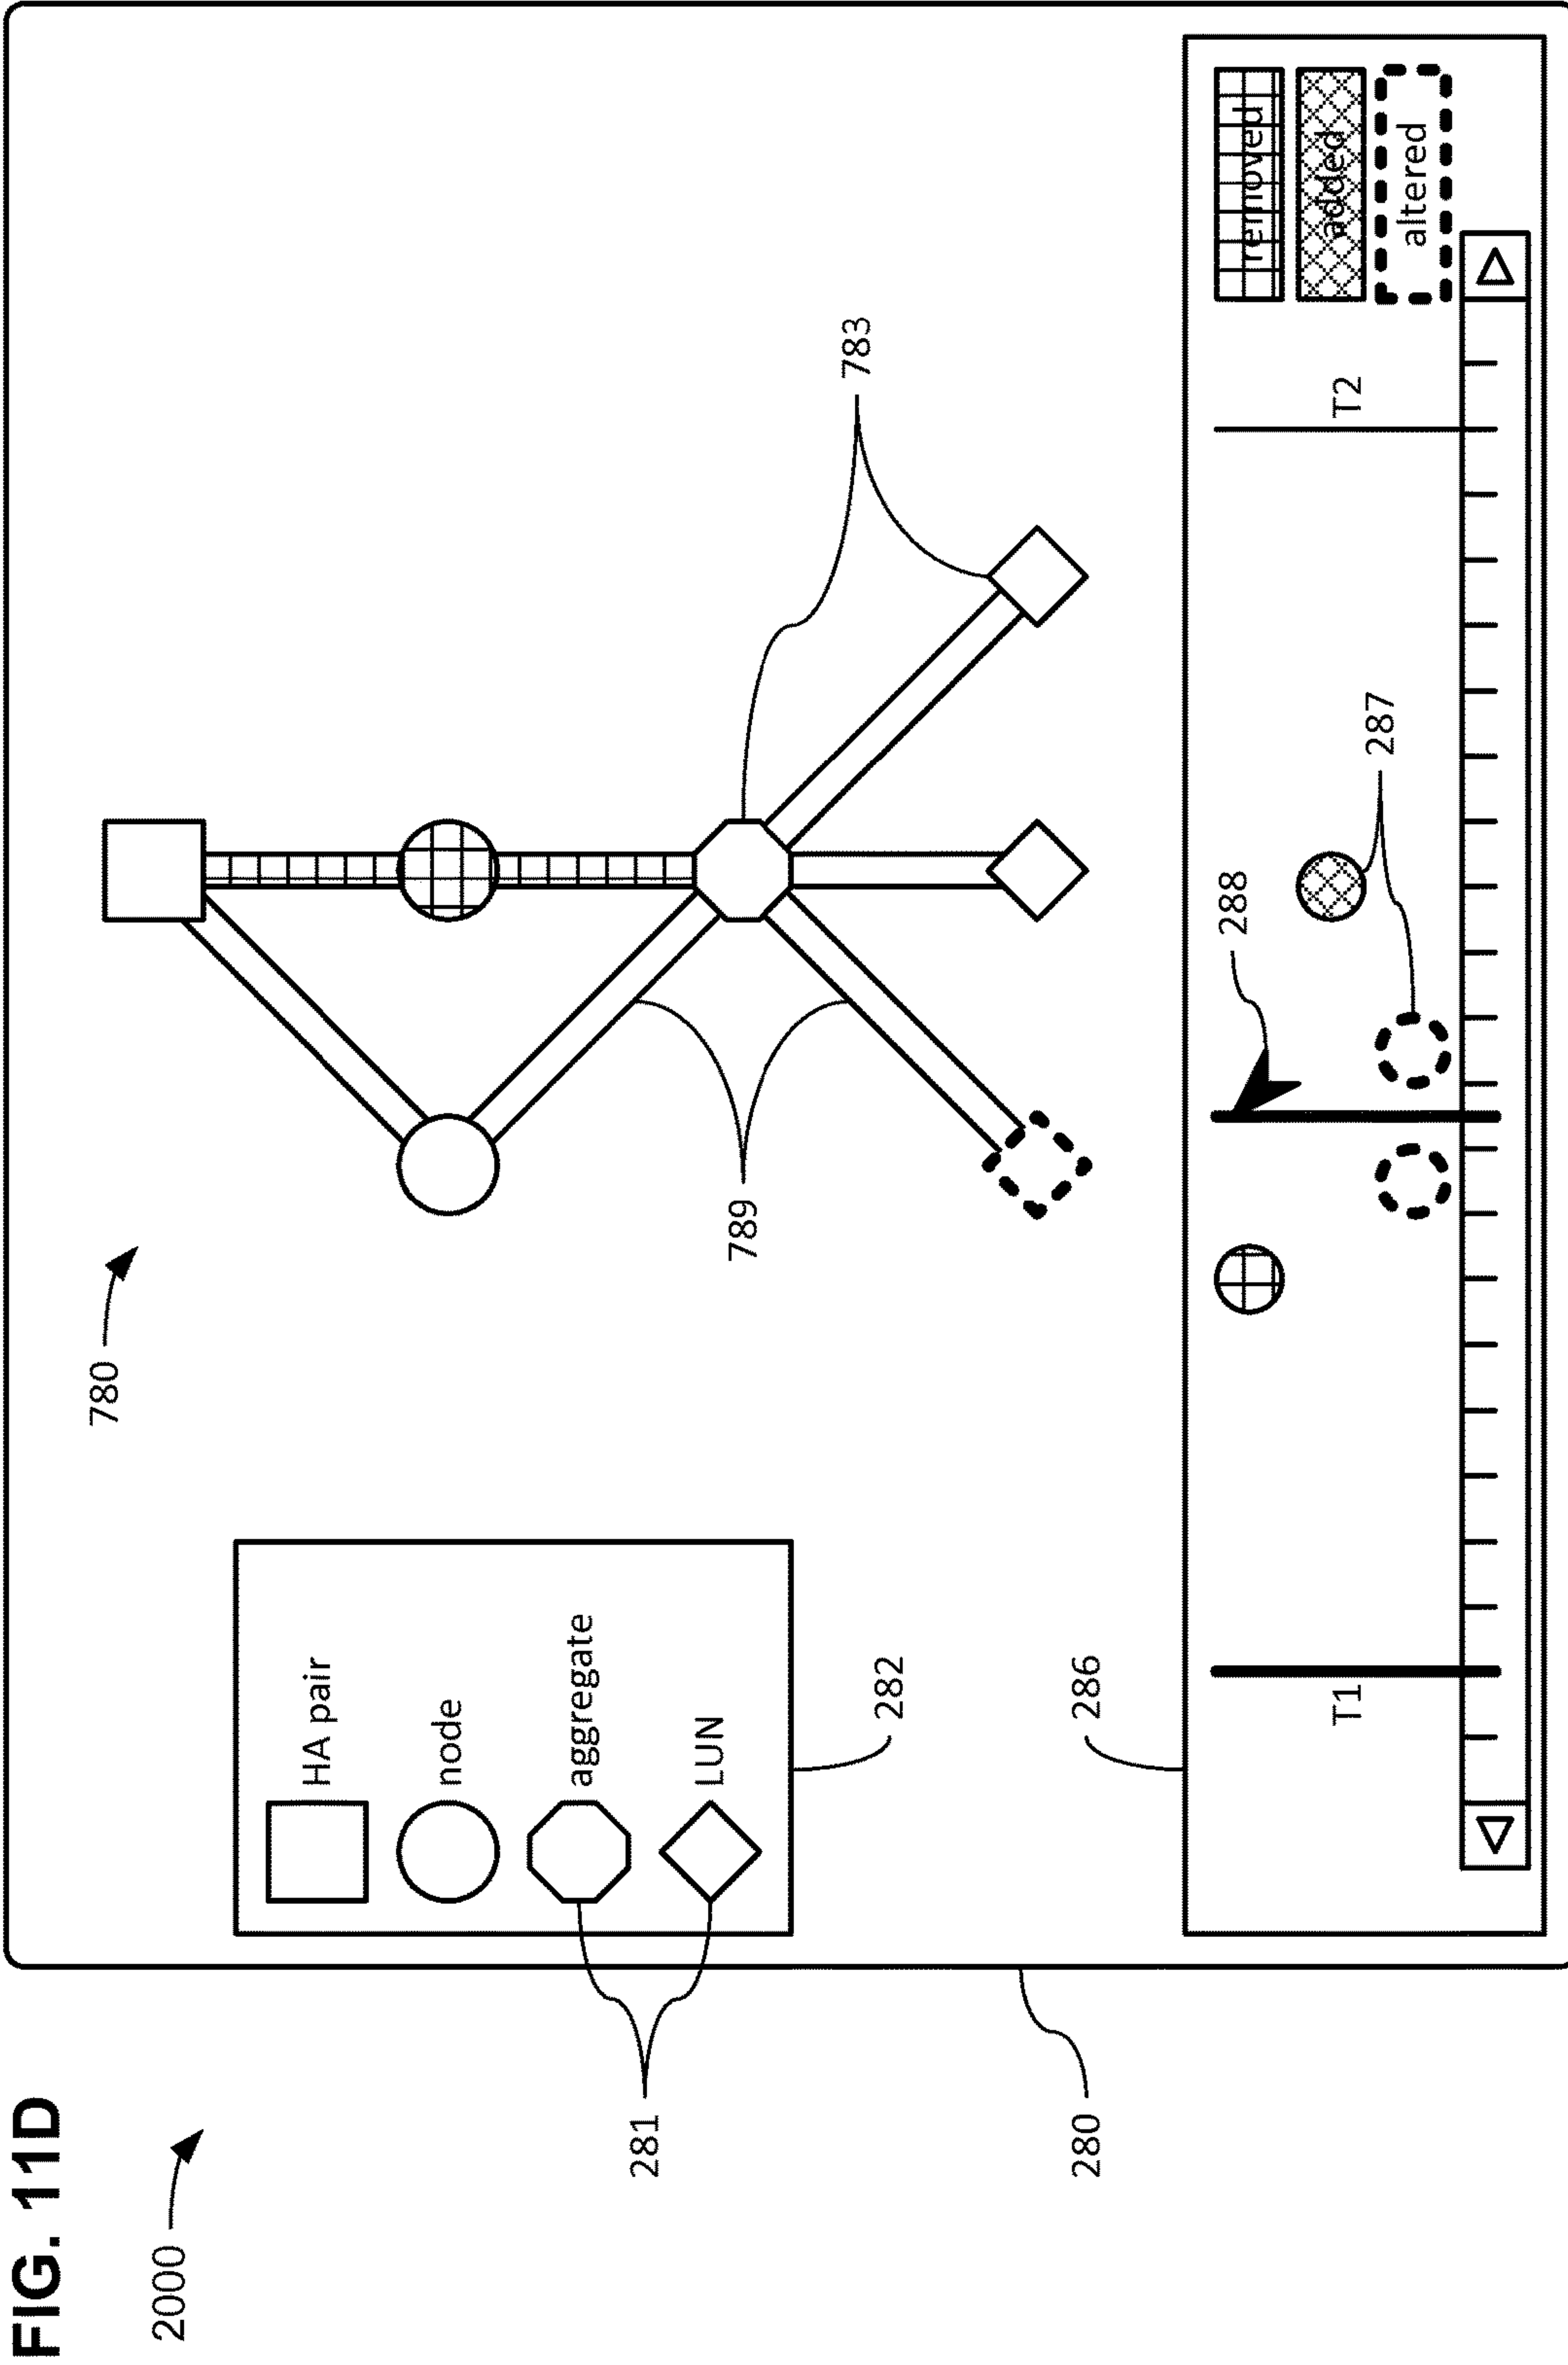 FIG. 11D
2000
780
HA pair
node
aggregate
LUN
281
282
783
789
280
286
288
287
T1
T2
removed
added
altered